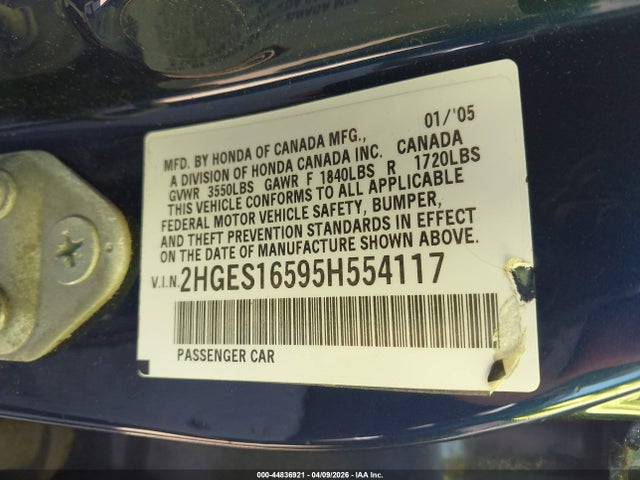 01/'05
MFD. BY HONDA OF CANADA MFG.,
A DIVISION OF HONDA CANADA INC. CANADA
GVWR 3550LBS GAWR F 1840LBS R 1720LBS
THIS VEHICLE CONFORMS TO ALL APPLICABLE
FEDERAL MOTOR VEHICLE SAFETY, BUMPER,
AND THEFT PREVENTION STANDARDS IN EFFECT
ON THE DATE OF MANUFACTURE SHOWN ABOVE.
V.I.N. 2HGES16595H554117
PASSENGER CAR
000-44836921 - 04/09/2026 - IAA Inc.